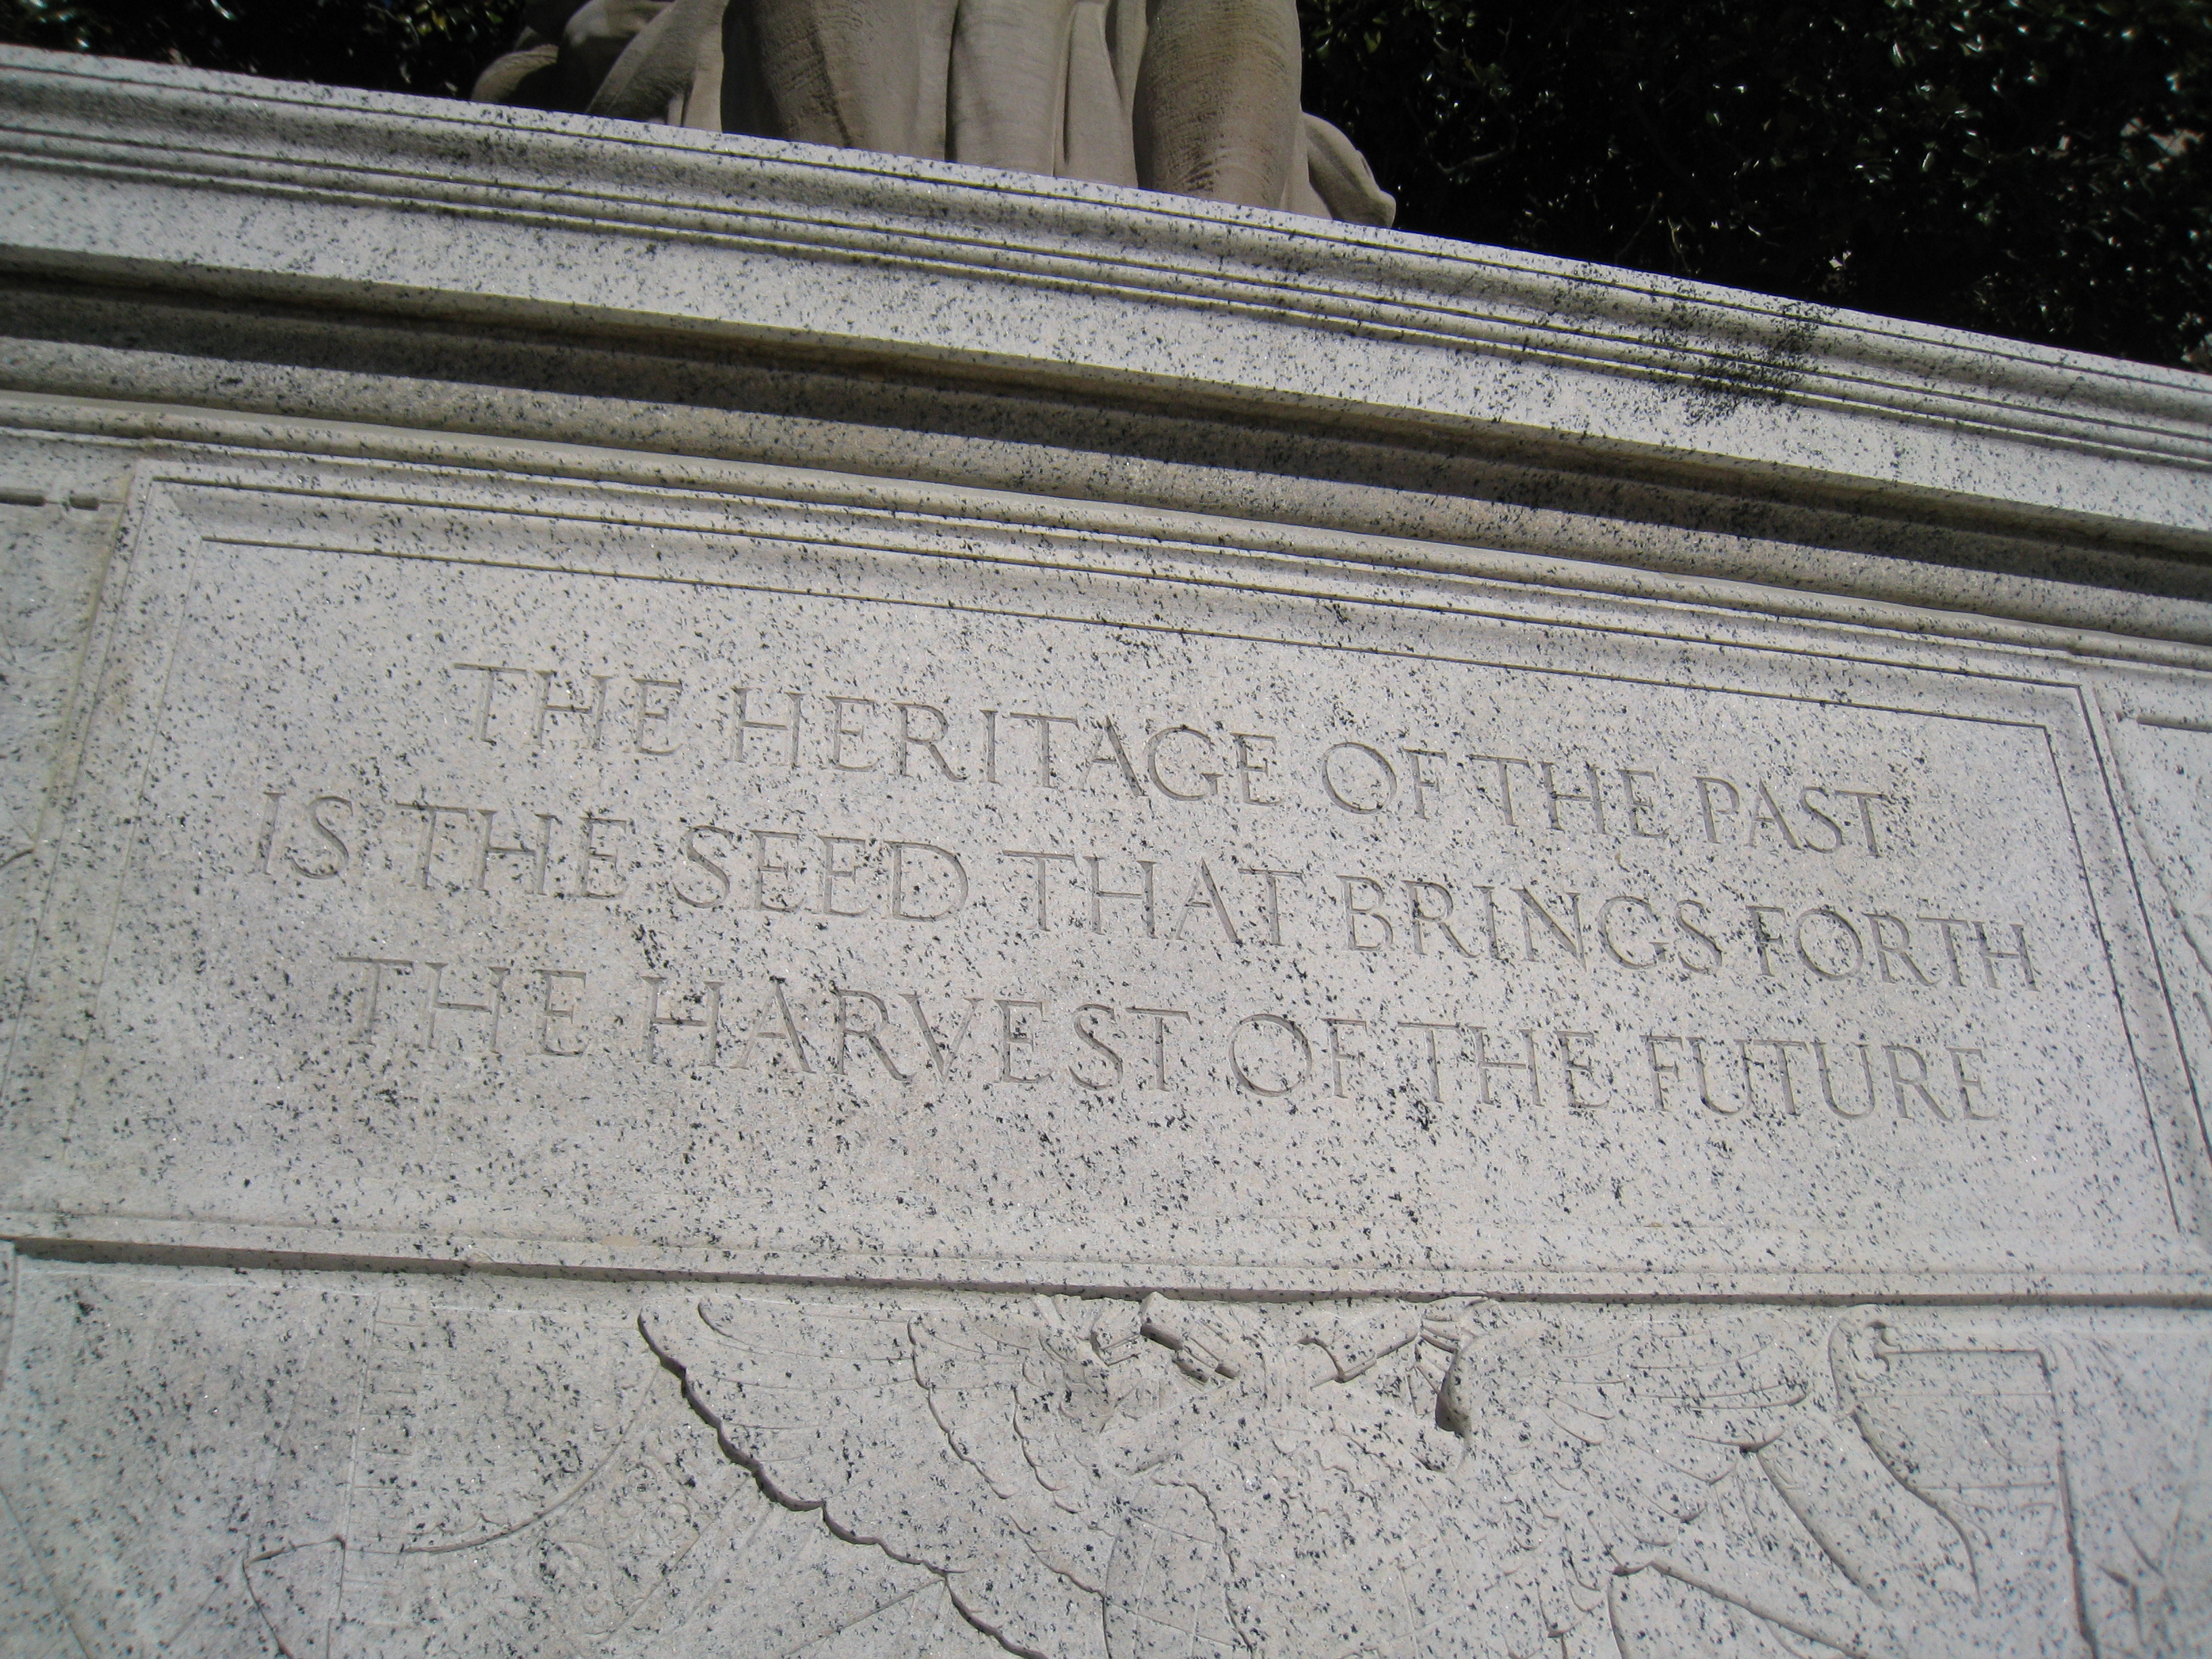 THE HERITAGE OF THE PAST
IS THE SEED THAT BRINGS FORTH
THE HARVEST OF THE FUTURE